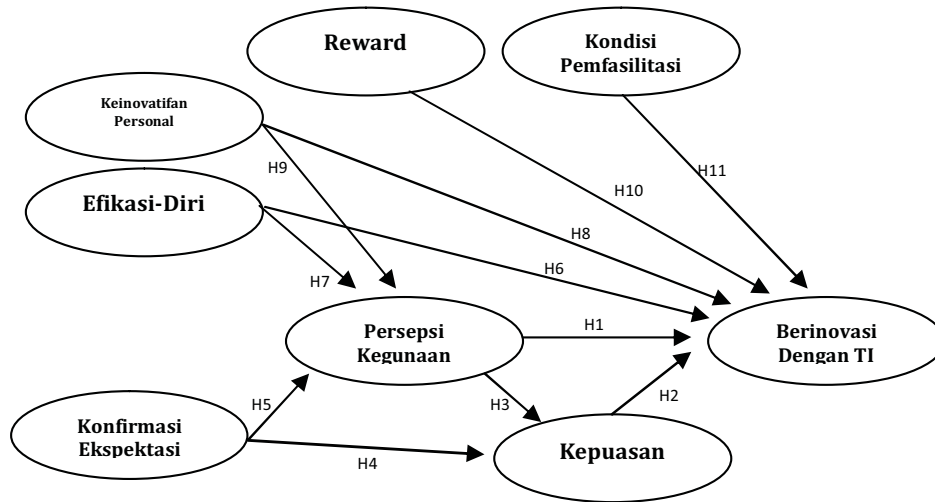 Reward
Kondisi
Pemfasilitasi
Keinovatifan
Personal
H9
H11
Efikasi-Diri
H10
H8
H6
H7
Persepsi
Kegunaan
H1
Berinovasi
Dengan TI
H5
H3
H2
Konfirmasi
Ekspektasi
H4
Kepuasan